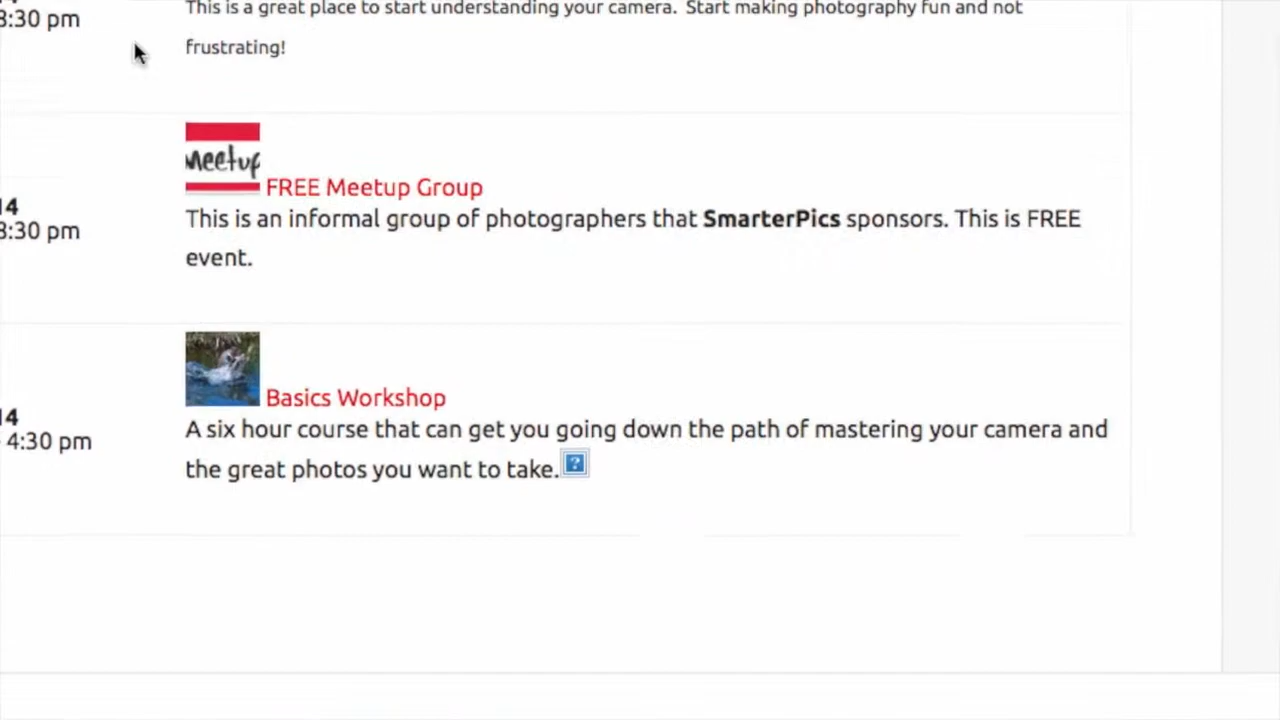 This is a great place to start understanding your camera. Start making photography fun and not
8:30 pm
frustrating!
Meetup
FREE Meetup Group
14
This is an informal group of photographers that SmarterPics sponsors. This is FREE
8:30 pm
event.
Basics Workshop
14
A six hour course that can get you going down the path of mastering your camera and
4:30 pm
the great photos you want to take.